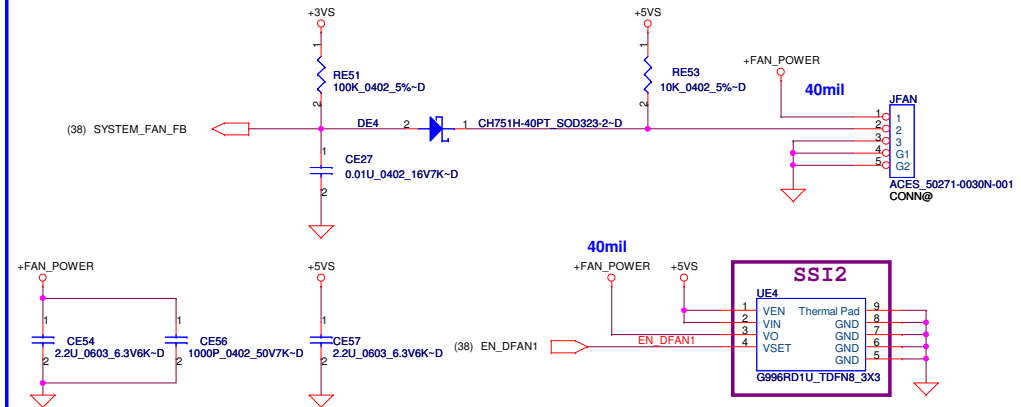 +3VS
+5VS
1
1
RE51
100K_0402_5%~D
RE53
10K_0402_5%~D
+FAN_POWER
40mil
2
2
JFAN
(38) SYSTEM_FAN_FB
DE4
2
1
CH751H-40PT_SOD323-2~D
1 1
2 2
3 3
4 G1
5 G2
1
CE27
0.01U_0402_16V7K~D
2
ACES_50271-0030N-001
CONN@
+FAN_POWER
+5VS
40mil
+FAN_POWER
+5VS
SSI2
UE4
1
1
1
CE54
2.2U_0603_6.3V6K~D
2
CE56
1000P_0402_50V7K~D
2
CE57
2.2U_0603_6.3V6K~D
2
1 VEN Thermal Pad 9
2 VIN GND 8
3 VO GND 7
4 VSET GND 6
GND 5
(38) EN_DFAN1
EN_DFAN1
G996RD1U_TDFN8_3X3